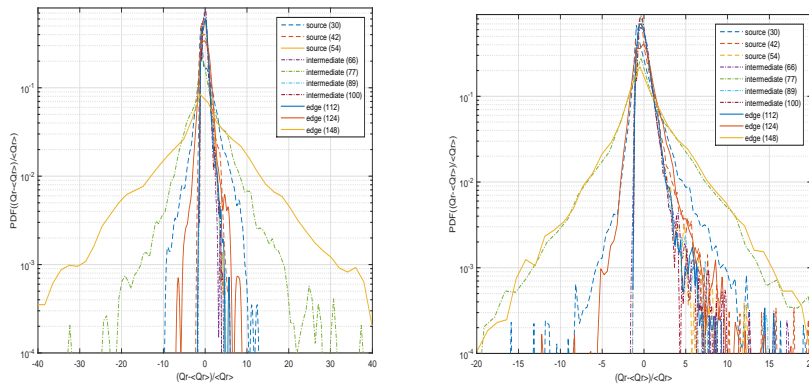 source (30)
source (42)
source (54)
intermediate (66)
intermediate (77)
intermediate (89)
intermediate (100)
edge (112)
edge (124)
edge (148)
10^-1
10^-2
10^-3
10^-4
PDF((Qr-<Qr>)/<Qr>)
-40 -30 -20 -10 0 10 20 30 40
(Qr-<Qr>)/<Qr>
source (30)
source (42)
source (54)
intermediate (66)
intermediate (77)
intermediate (89)
intermediate (100)
edge (112)
edge (124)
edge (148)
10^-1
10^-2
10^-3
10^-4
PDF((Qr-<Qr>)/<Qr>)
-20 -15 -10 -5 0 5 10 15 20
(Qr-<Qr>)/<Qr>